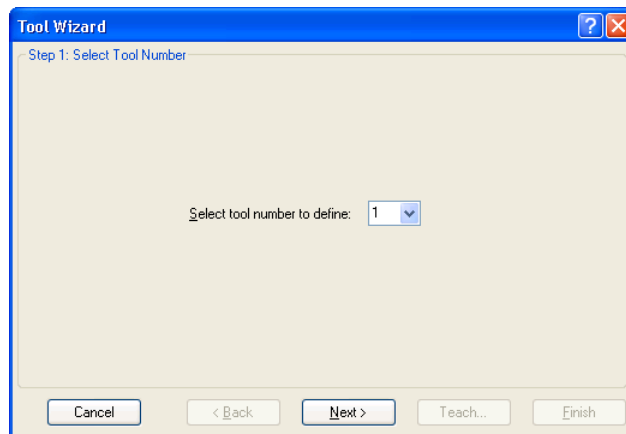 Tool Wizard
Step 1: Select Tool Number
Select tool number to define: 1
Cancel < Back Next > Teach... Finish